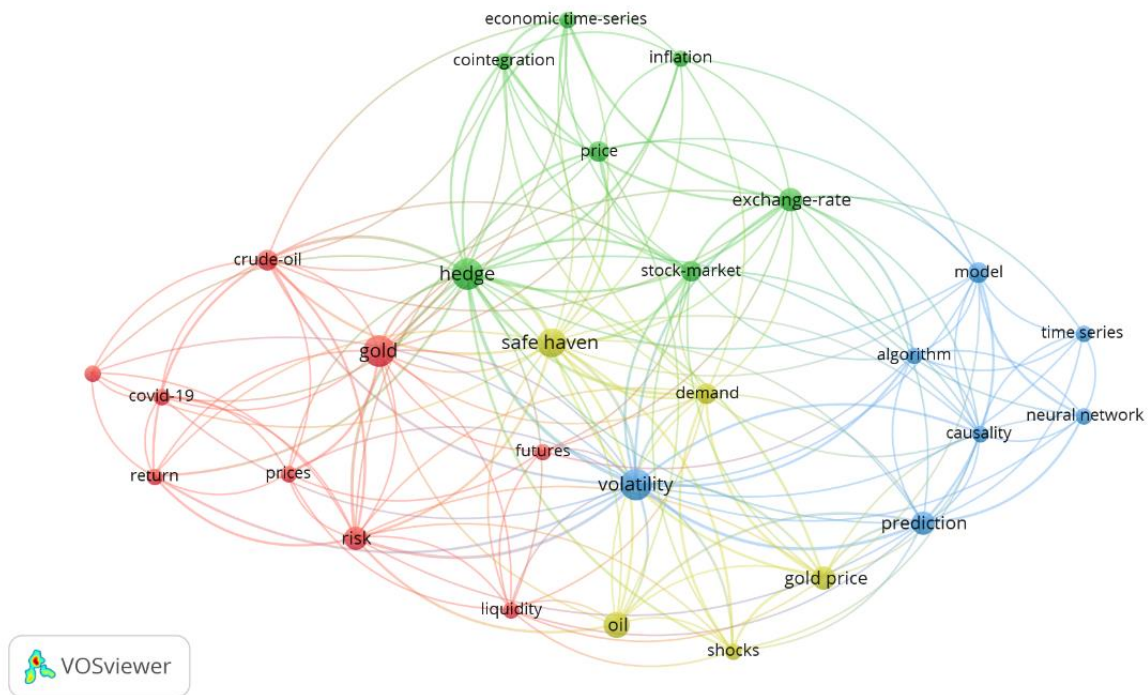 economic time-series
cointegration
inflation
price
exchange-rate
crude-oil
hedge
stock-market
model
time series
safe haven
gold
algorithm
covid-19
demand
neural network
causality
futures
return
prices
volatility
prediction
risk
gold price
liquidity
oil
shocks
VOSviewer